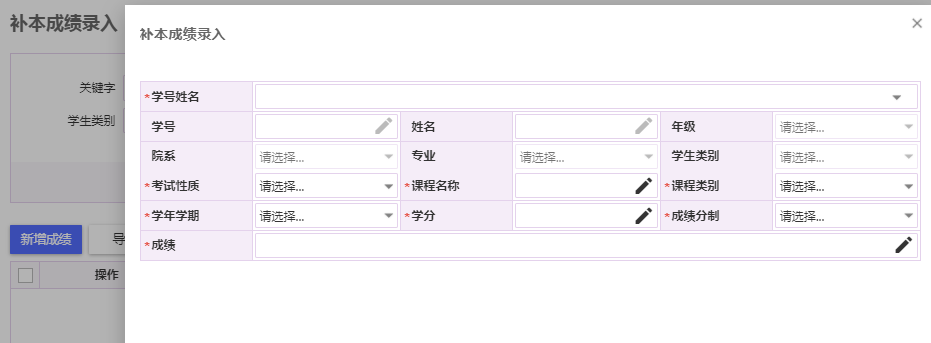 补本成绩录入
关键字
学生类别
新增成绩 导
操作
补本成绩录入
*学号姓名
学号 姓名 年级 请选择...
院系 请选择... 专业 请选择... 学生类别 请选择...
*考试性质 请选择... *课程名称 *课程类别 请选择...
*学年学期 请选择... *学分 *成绩分制 请选择...
*成绩